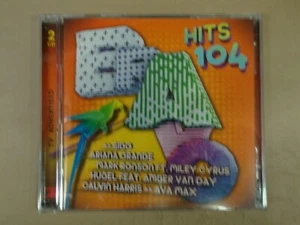 2
HITS
104
BRAVO
SIDO
ARIANA GRANDE
MARK RONSON FT. MILEY CYRUS
HUGEL FEAT. AMBER VAN DAY
CALVIN HARRIS AVA MAX